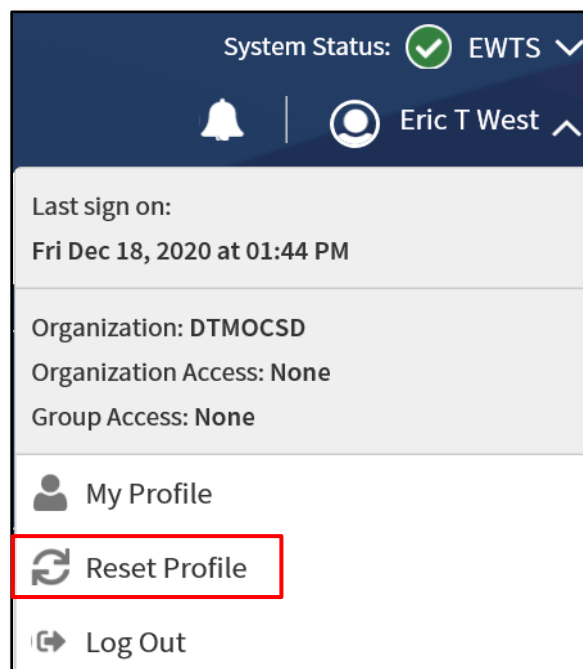 System Status: EWTS
Eric T West
Last sign on:
Fri Dec 18, 2020 at 01:44 PM
Organization: DTMOCSD
Organization Access: None
Group Access: None
My Profile
Reset Profile
Log Out